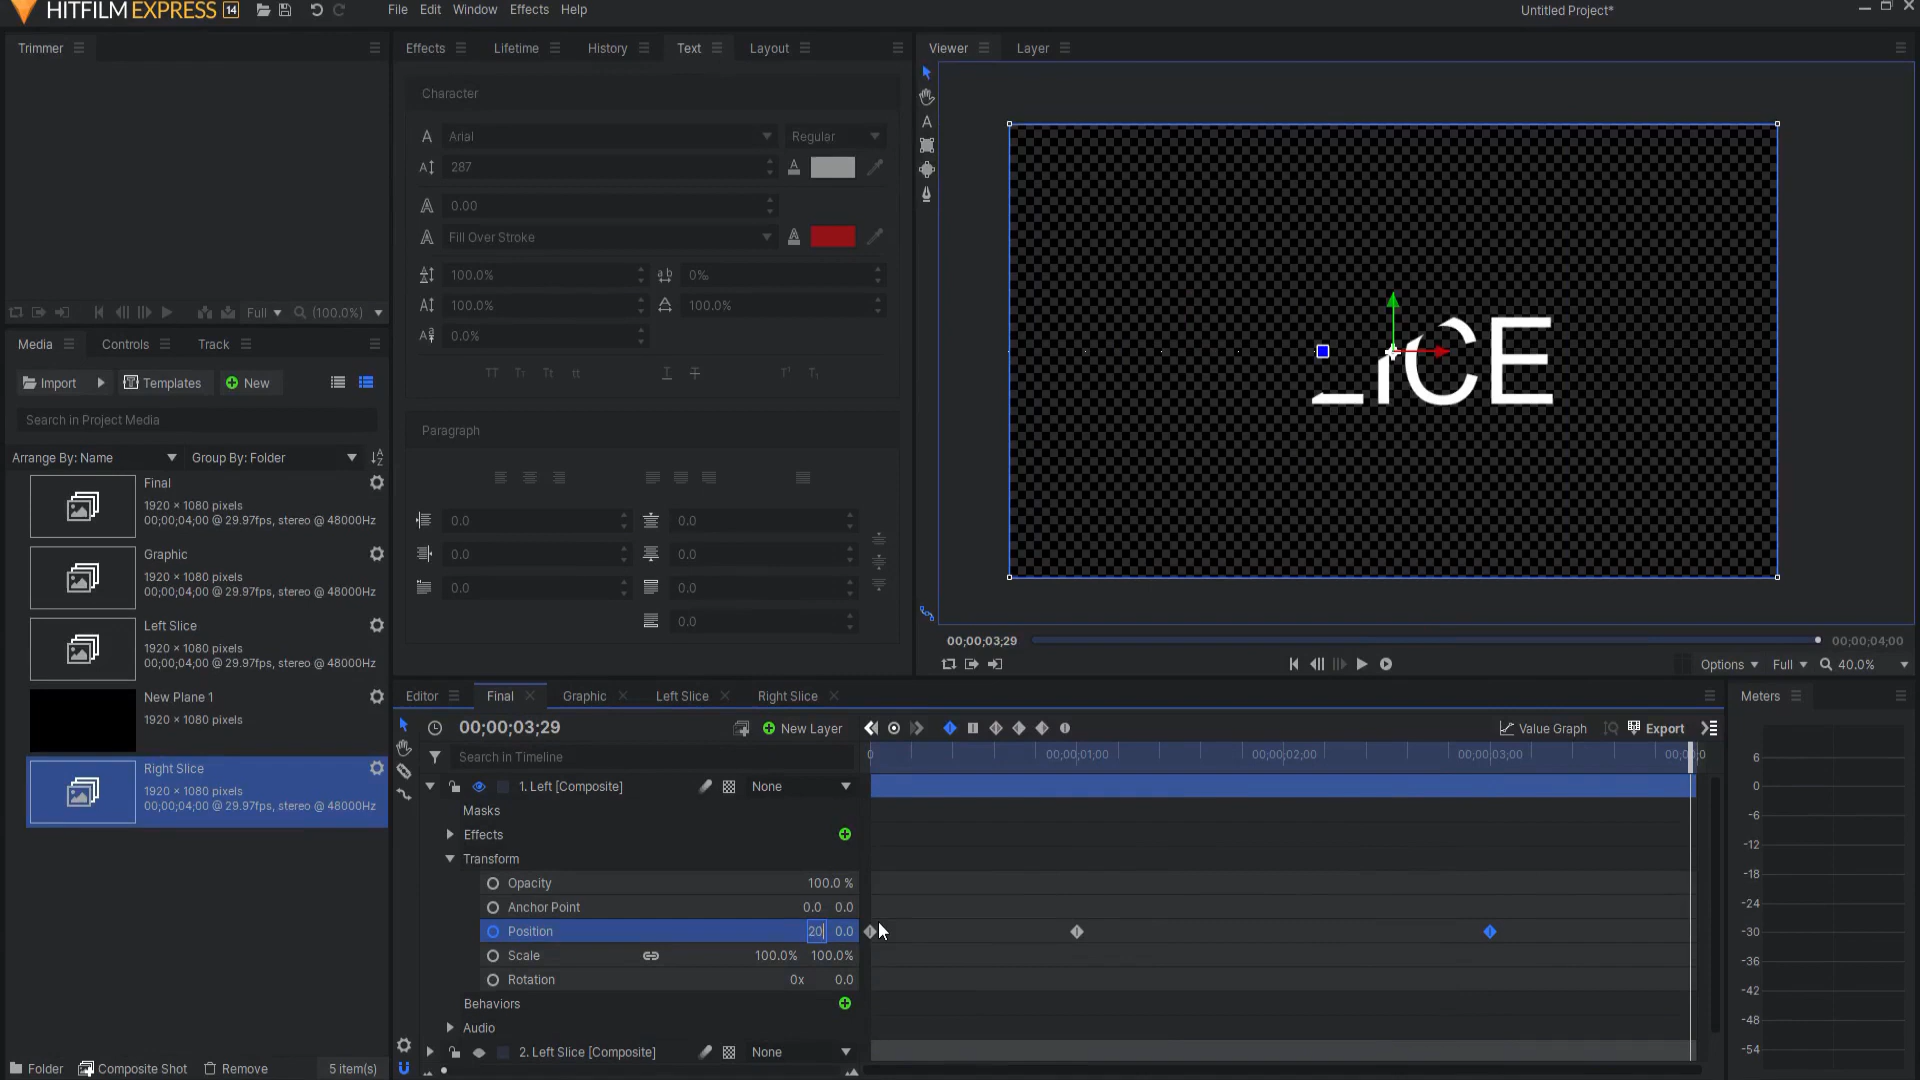 HITFILM EXPRESS 14
File Edit Window Effects Help
Untitled Project*
Trimmer
Effects Lifetime History Text Layout
Viewer Layer
Character
Arial Regular
287
0.00
Fill Over Stroke
100.0% a b 0‰
100.0% 100.0%
0.0%
TT Tt tt T T
Full (100.0%)
Media Controls Track
Import Templates New
Search in Project Media
Arrange By: Name Group By: Folder
Final
1920 × 1080 pixels
00;00;04;00 @ 29.97fps, stereo @ 48000Hz
Graphic
1920 × 1080 pixels
00;00;04;00 @ 29.97fps, stereo @ 48000Hz
Left Slice
1920 × 1080 pixels
00;00;04;00 @ 29.97fps, stereo @ 48000Hz
New Plane 1
1920 × 1080 pixels
Right Slice
1920 × 1080 pixels
00;00;04;00 @ 29.97fps, stereo @ 48000Hz
Folder Composite Shot Remove 5 item(s)
Paragraph
0.0 0.0
0.0 0.0
0.0 0.0
0.0
00;00;03;29 00;00;04;00
Options Full 40.0%
Editor Final Graphic Left Slice Right Slice
00;00;03;29 New Layer Value Graph Export
Search in Timeline
0 00;00;01;00 00;00;02;00 00;00;03;00
1. Left [Composite] None
Masks
Effects
Transform
Opacity 100.0 %
Anchor Point 0.0 0.0
Position 20 0.0
Scale 100.0% 100.0%
Rotation 0x 0.0
Behaviors
Audio
2. Left Slice [Composite] None
Meters
6
0
-6
-12
-18
-24
-30
-36
-42
-48
-54